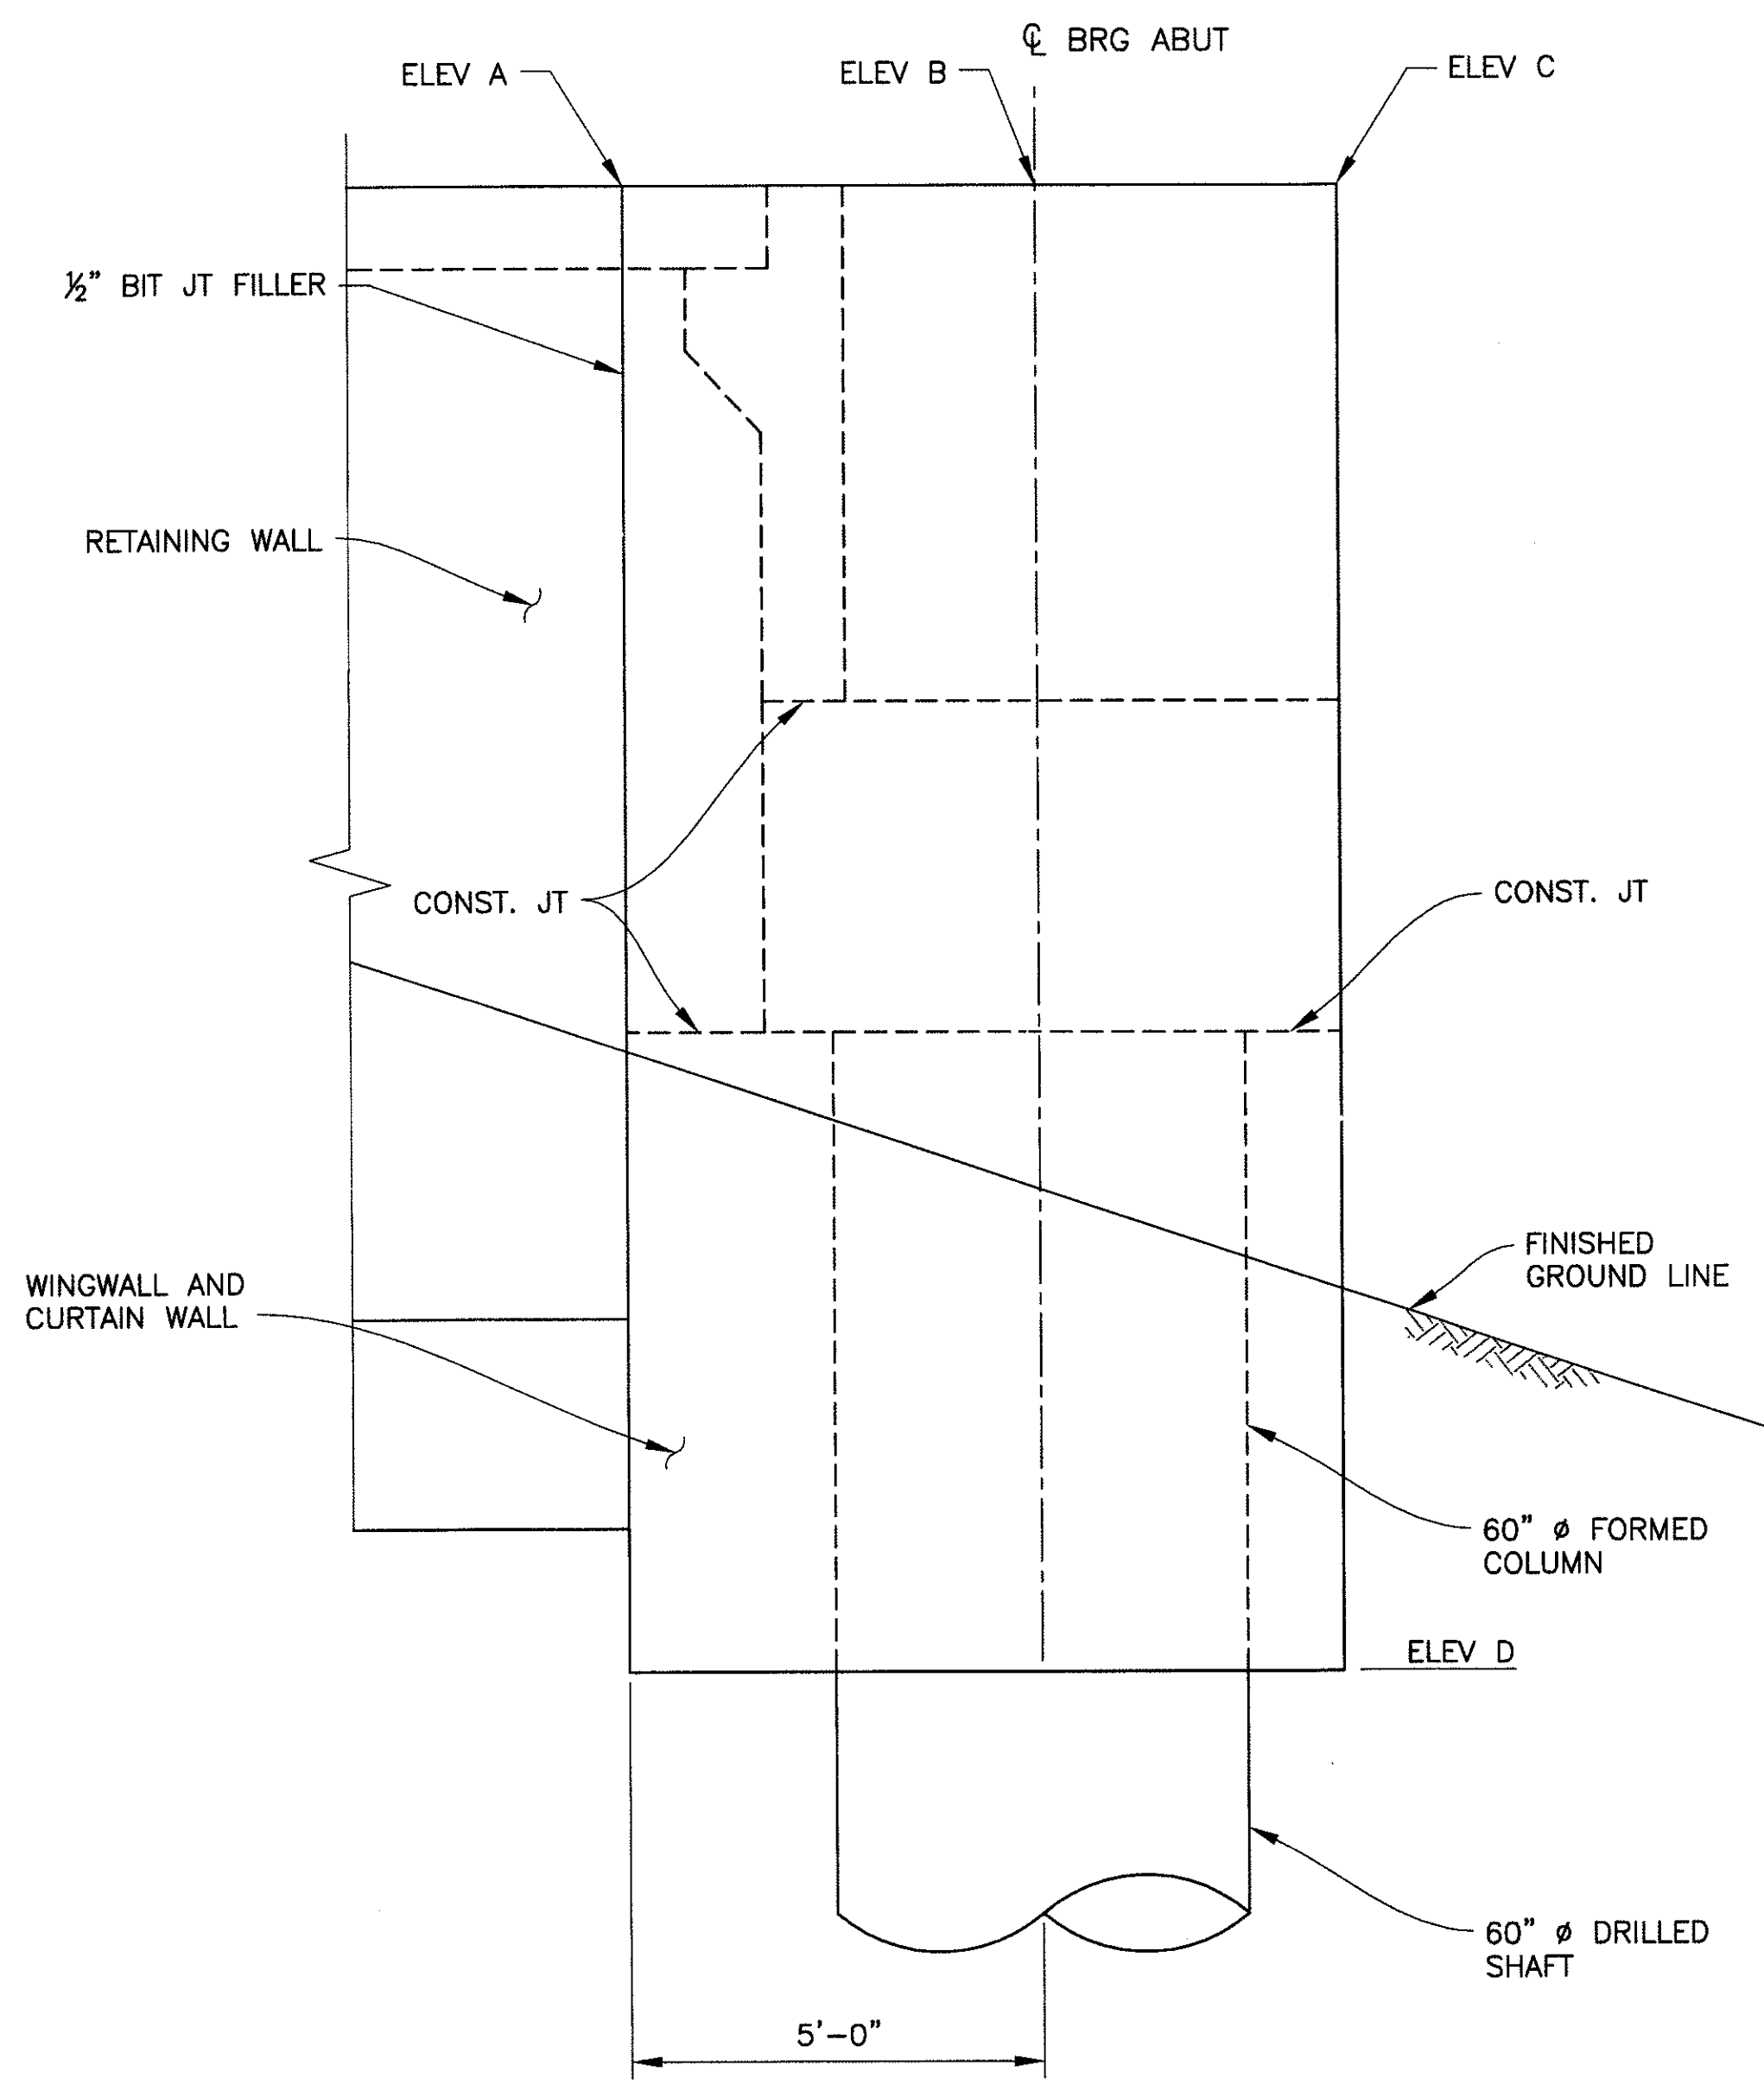 ℄ BRG ABUT
ELEV A
ELEV B
ELEV C
½" BIT JT FILLER
RETAINING WALL
CONST. JT
CONST. JT
FINISHED
GROUND LINE
WINGWALL AND
CURTAIN WALL
60" ø FORMED
COLUMN
ELEV D
60" ø DRILLED
SHAFT
5'-0"